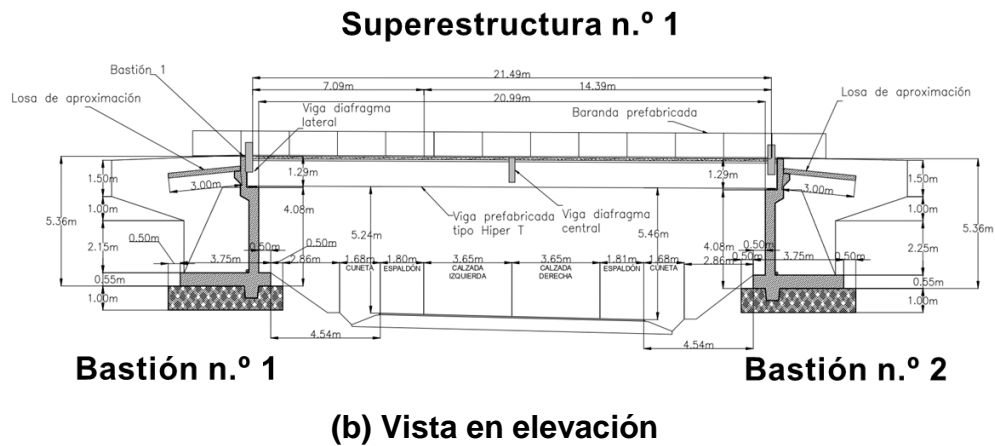 Superestructura n.º 1
Bastión 1
Losa de aproximación
Viga diafragma
lateral
21.49m
7.09m
14.39m
20.99m
Baranda prefabricada
Losa de aproximación
1.50m
1.00m
5.36m
2.15m
0.50m
0.55m
1.00m
3.00m
1.29m
4.08m
3.75m
0.50m
0.50m
2.86m
5.24m
Viga prefabricada
tipo Hiper T
Viga diafragma
central
1.68m
CUNETA
1.80m
ESPALDÓN
3.65m
CALZADA
IZQUIERDA
3.65m
CALZADA
DERECHA
1.81m
ESPALDÓN
1.68m
CUNETA
5.46m
1.29m
4.08m
2.86m
0.50m
0.50m
3.75m
0.50m
3.00m
1.50m
1.00m
2.25m
5.36m
0.55m
1.00m
4.54m
4.54m
Bastión n.º 1
Bastión n.º 2
(b) Vista en elevación